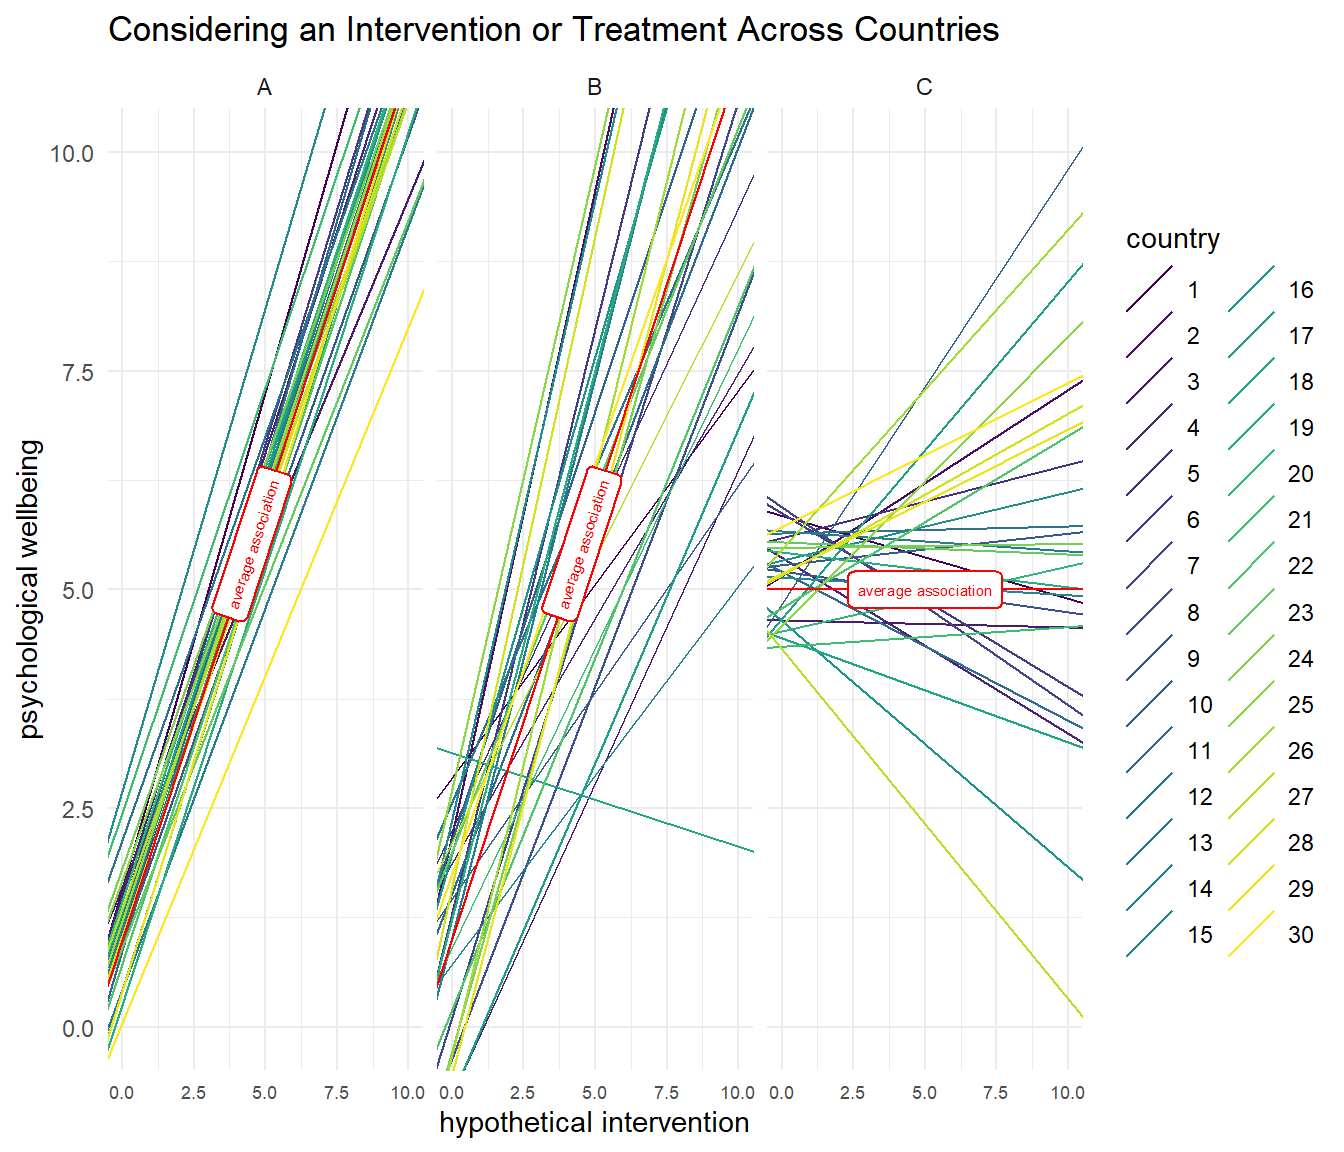 Considering an Intervention or Treatment Across Countries
A B C
10.0
7.5
5.0
2.5
0.0
psychological wellbeing
average association
average association
average association
0.0 2.5 5.0 7.5 10.0 0.0 2.5 5.0 7.5 10.0 0.0 2.5 5.0 7.5 10.0
hypothetical intervention
country
1 16
2 17
3 18
4 19
5 20
6 21
7 22
8 23
9 24
10 25
11 26
12 27
13 28
14 29
15 30